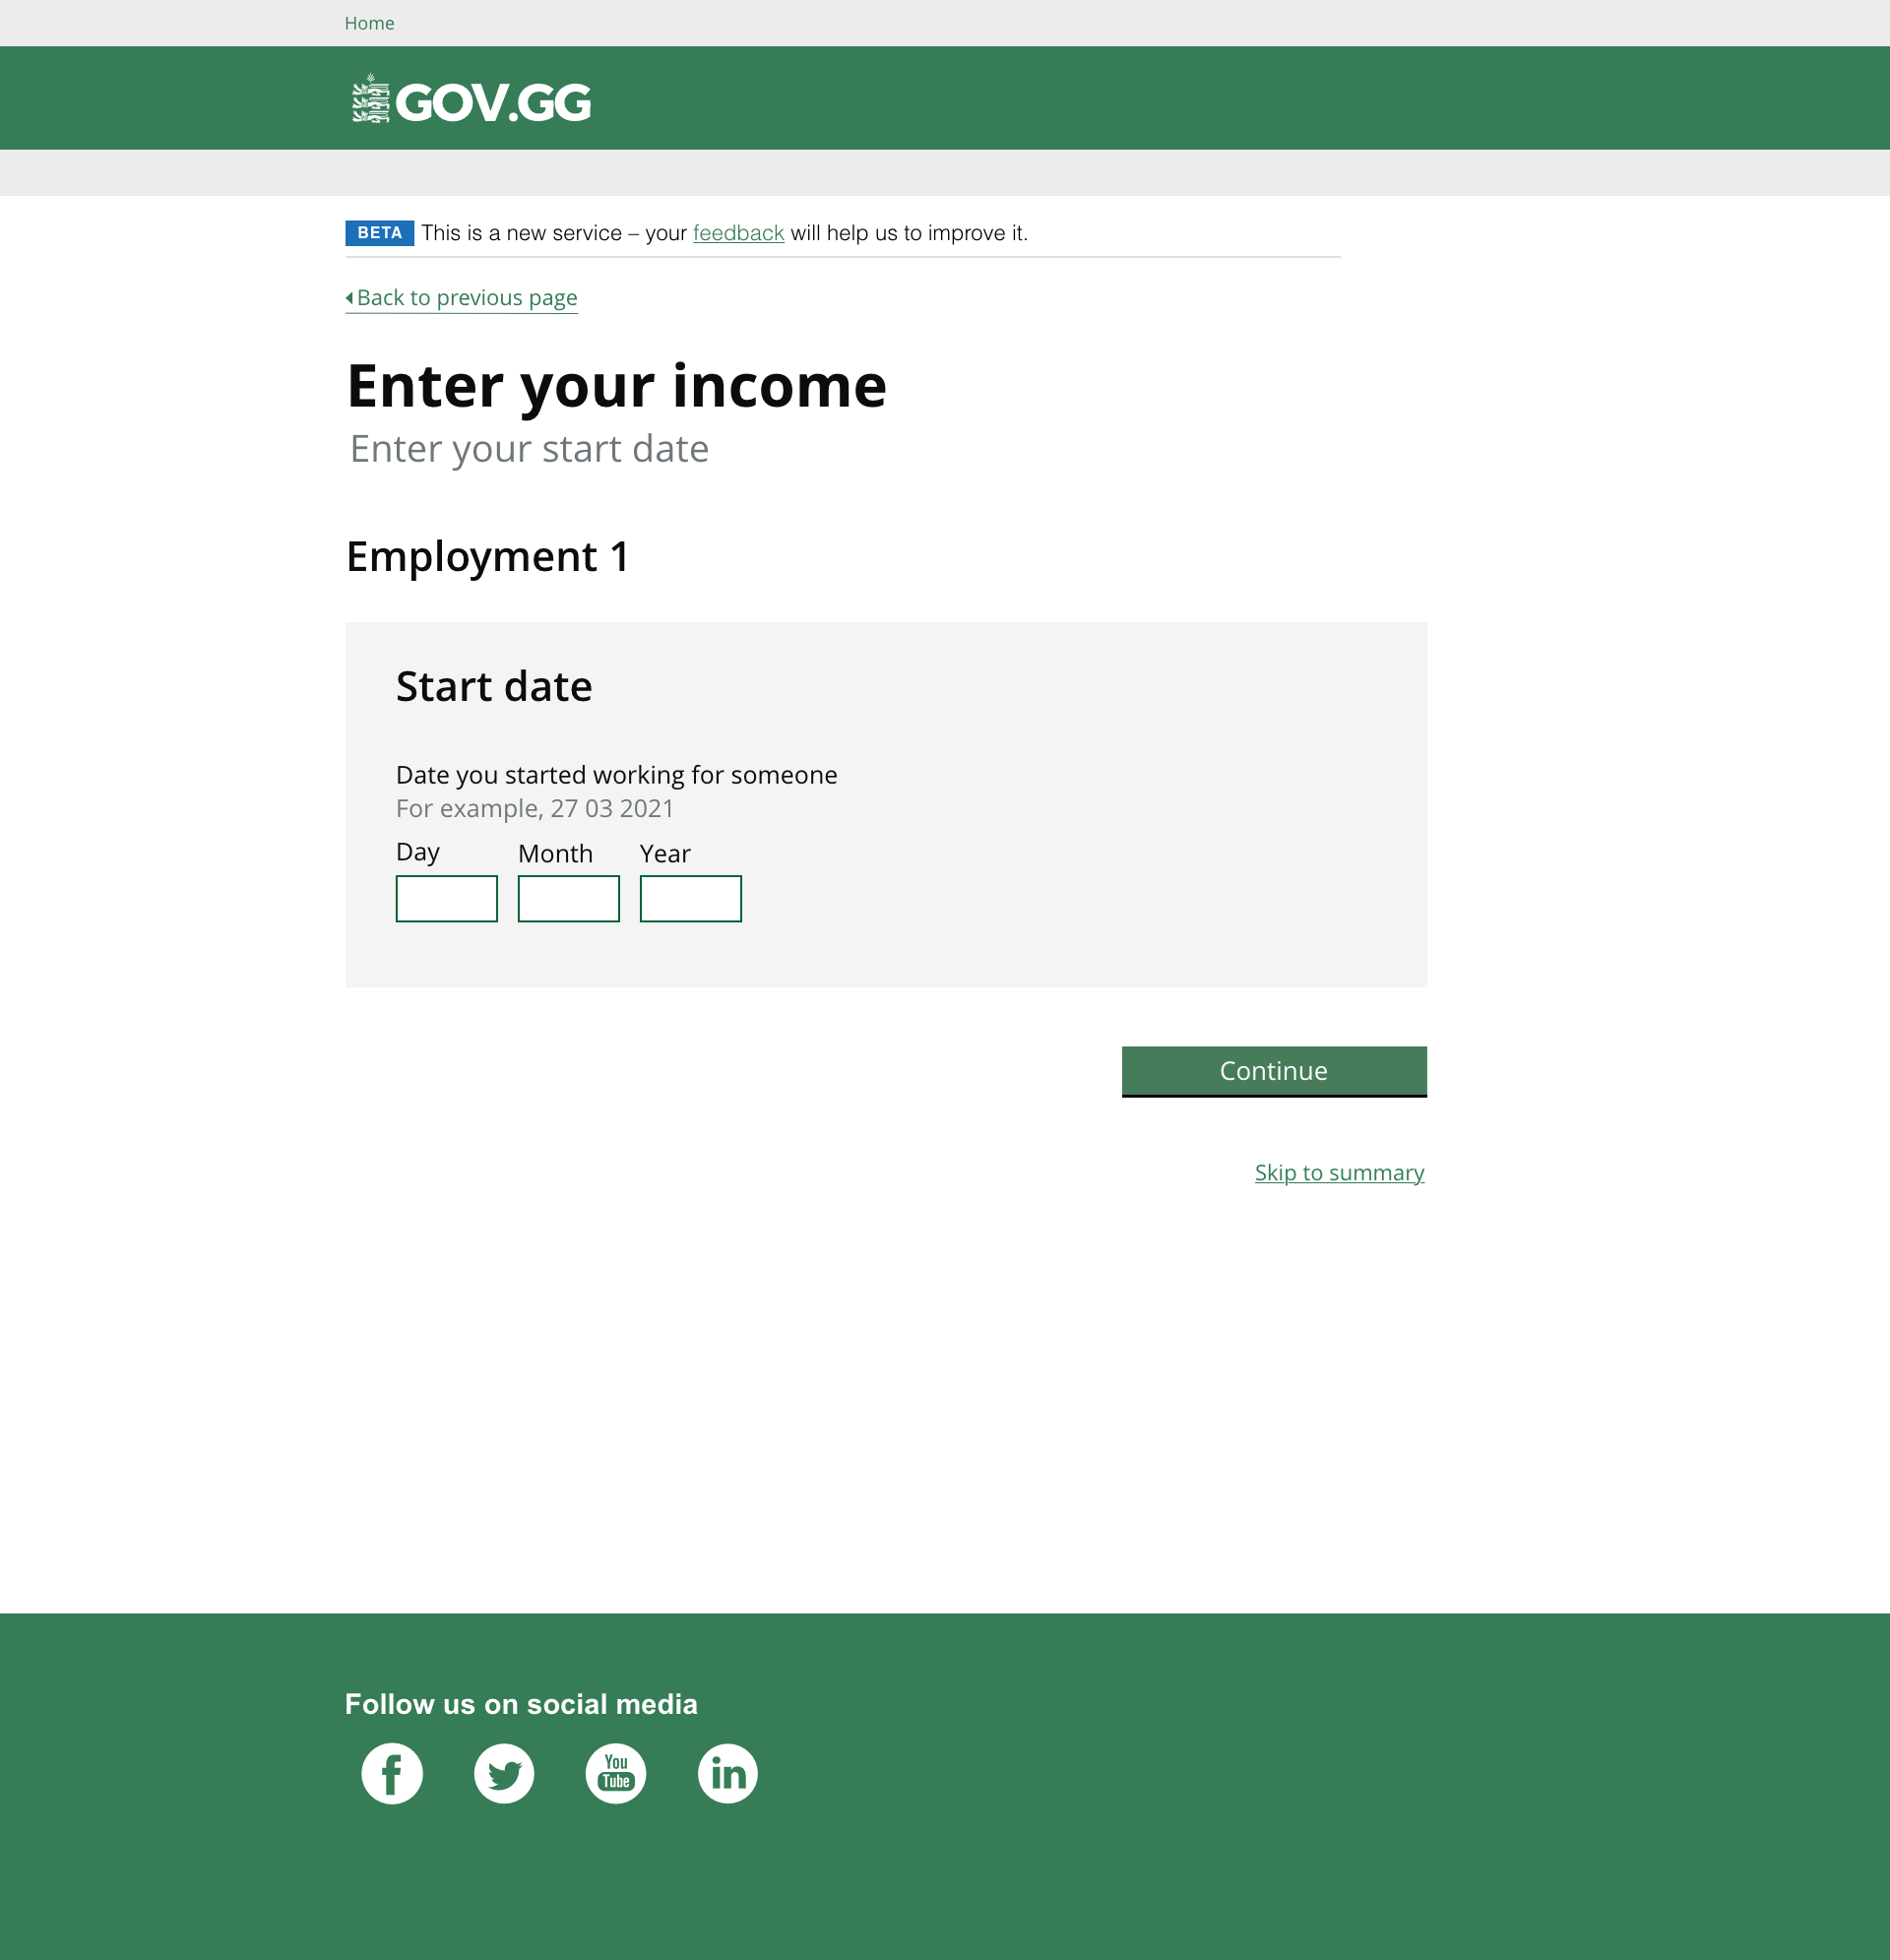 Home
GOV.GG
BETA This is a new service – your feedback will help us to improve it.
Back to previous page
Enter your income
Enter your start date
Employment 1
Start date
Date you started working for someone
For example, 27 03 2021
Day Month Year
Continue
Skip to summary
Follow us on social media
f You Tube in